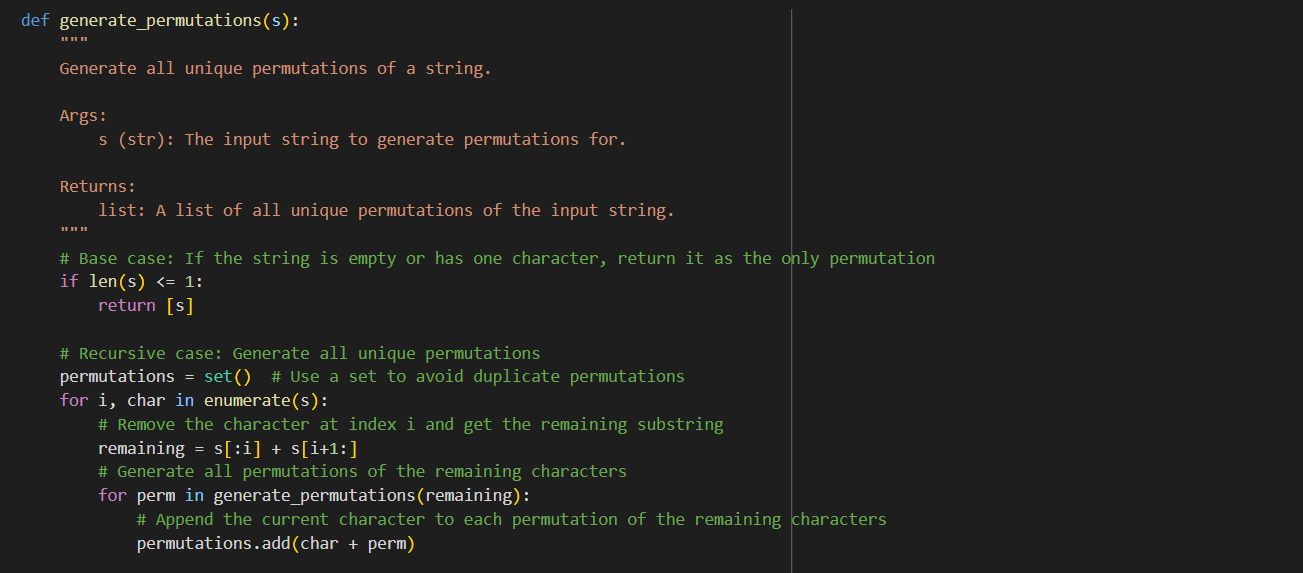 def generate_permutations(s):
    """
    Generate all unique permutations of a string.

    Args:
        s (str): The input string to generate permutations for.

    Returns:
        list: A list of all unique permutations of the input string.
    """
    # Base case: If the string is empty or has one character, return it as the only permutation
    if len(s) <= 1:
        return [s]

    # Recursive case: Generate all unique permutations
    permutations = set()  # Use a set to avoid duplicate permutations
    for i, char in enumerate(s):
        # Remove the character at index i and get the remaining substring
        remaining = s[:i] + s[i+1:]
        # Generate all permutations of the remaining characters
        for perm in generate_permutations(remaining):
            # Append the current character to each permutation of the remaining characters
            permutations.add(char + perm)